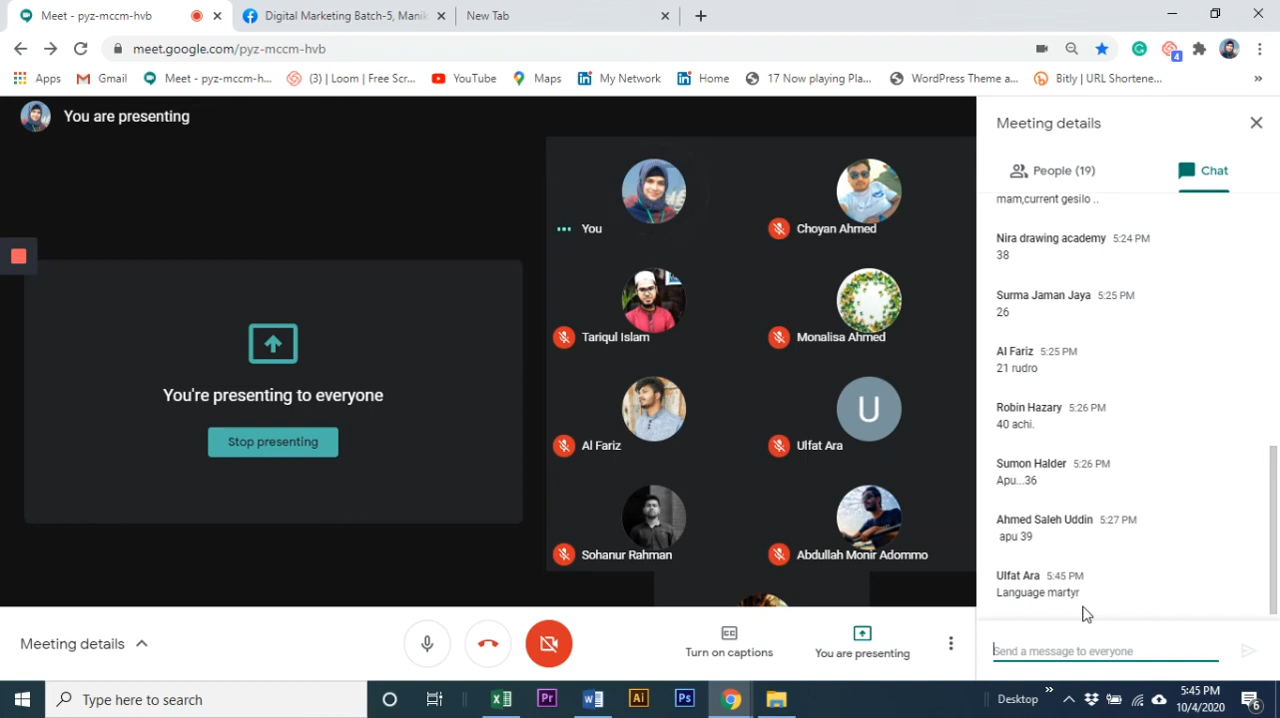 Meet - pyz-mccm-hvb
Digital Marketing Batch-5, Manik
New Tab
meet.google.com/pyz-mccm-hvb
4
Apps
Gmail
Meet - pyz-mccm-h...
(3) | Loom | Free Scr...
YouTube
Maps
My Network
Home
17 Now playing Pla...
WordPress Theme a...
Bitly | URL Shortene...
»
You are presenting
You're presenting to everyone
Stop presenting
You
Choyan Ahmed
Tariqul Islam
Monalisa Ahmed
Al Fariz
U
Ulfat Ara
Sohanur Rahman
Abdullah Monir Adommo
Meeting details
People (19)
Chat
mam,current gesilo ..
Nira drawing academy 5:24 PM
38
Surma Jaman Jaya 5:25 PM
26
Al Fariz 5:25 PM
21 rudro
Robin Hazary 5:26 PM
40 achi.
Sumon Halder 5:26 PM
Apu...36
Ahmed Saleh Uddin 5:27 PM
apu 39
Ulfat Ara 5:45 PM
Language martyr
Send a message to everyone
Meeting details
Turn on captions
You are presenting
Type here to search
Pr
Ai
Ps
Desktop
»
5:45 PM
10/4/2020
6